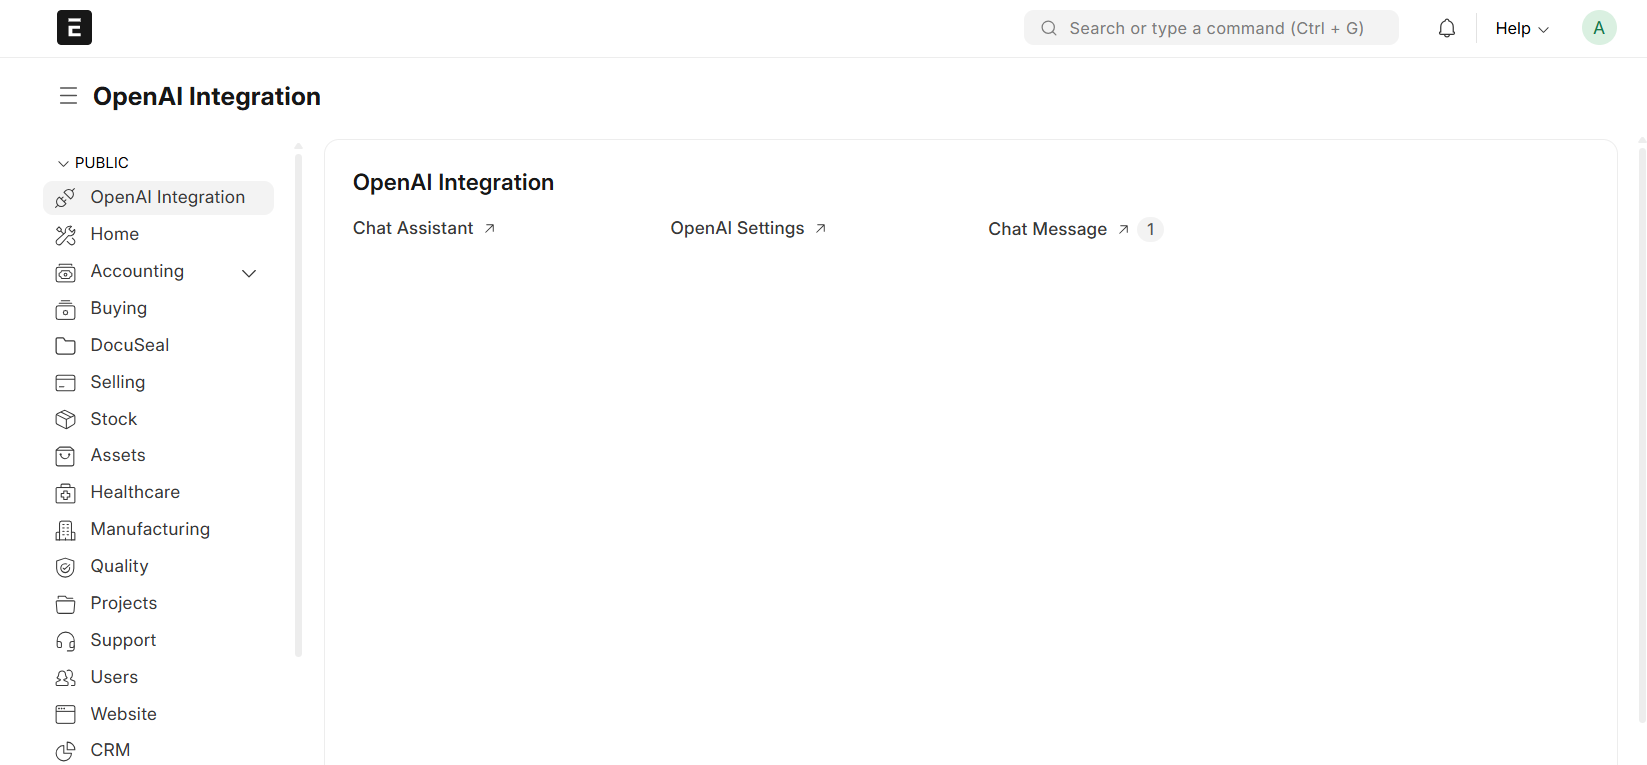 E
Search or type a command (Ctrl + G)
Help
A
OpenAI Integration
PUBLIC
OpenAI Integration
Home
Accounting
Buying
DocuSeal
Selling
Stock
Assets
Healthcare
Manufacturing
Quality
Projects
Support
Users
Website
CRM
OpenAI Integration
Chat Assistant
OpenAI Settings
Chat Message 1